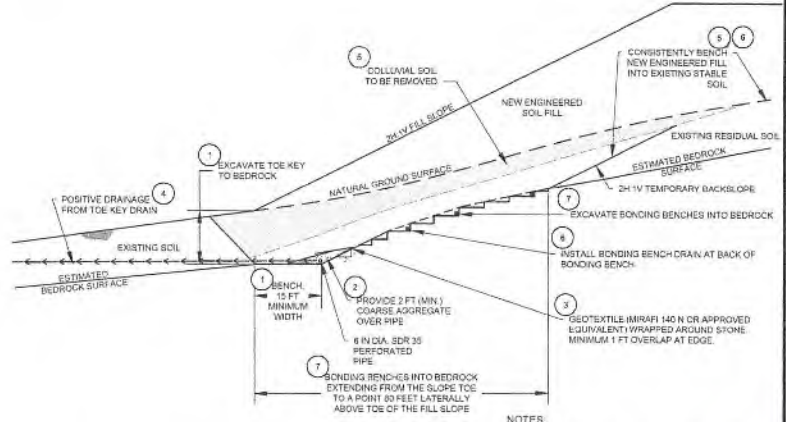 5
COLLUVIAL SOIL
TO BE REMOVED
5 6
CONSISTENTLY BENCH
NEW ENGINEERED FILL
INTO EXISTING STABLE
SOIL
2H:1V FILL SLOPE
NEW ENGINEERED
SOIL FILL
1
EXCAVATE TOE KEY
TO BEDROCK
NATURAL GROUND SURFACE
EXISTING RESIDUAL SOIL
ESTIMATED BEDROCK
SURFACE
POSITIVE DRAINAGE
FROM TOE KEY DRAIN
4
2H:1V TEMPORARY BACKSLOPE
7
EXCAVATE BONDING BENCHES INTO BEDROCK
EXISTING SOIL
6
INSTALL BONDING BENCH DRAIN AT BACK OF
BONDING BENCH.
ESTIMATED
BEDROCK SURFACE
1
BENCH,
15 FT
MINIMUM
WIDTH
2
PROVIDE 2 FT (MIN.)
COARSE AGGREGATE
OVER PIPE
3
GEOTEXTILE (MIRAFI 140 N OR APPROVED
EQUIVALENT) WRAPPED AROUND STONE.
MINIMUM 1 FT OVERLAP AT EDGE.
6 IN DIA. SDR 35
PERFORATED
PIPE
7
BONDING BENCHES INTO BEDROCK
EXTENDING FROM THE SLOPE TOE
TO A POINT 80 FEET LATERALLY
ABOVE TOE OF THE FILL SLOPE
NOTES